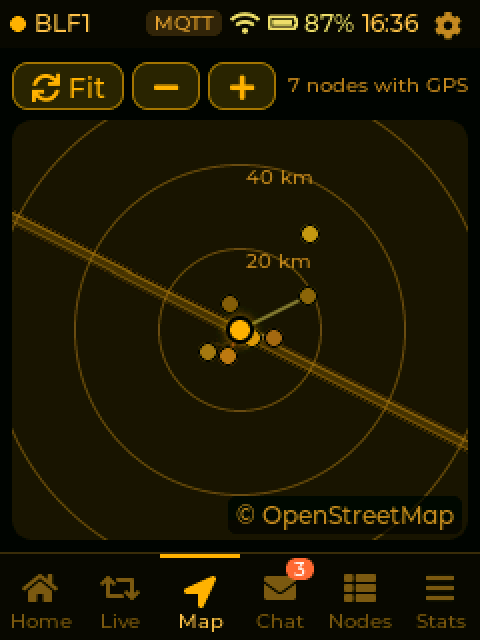 BLF1 MQTT 87% 16:36
Fit − + 7 nodes with GPS
40 km
20 km
© OpenStreetMap
3
Home Live Map Chat Nodes Stats